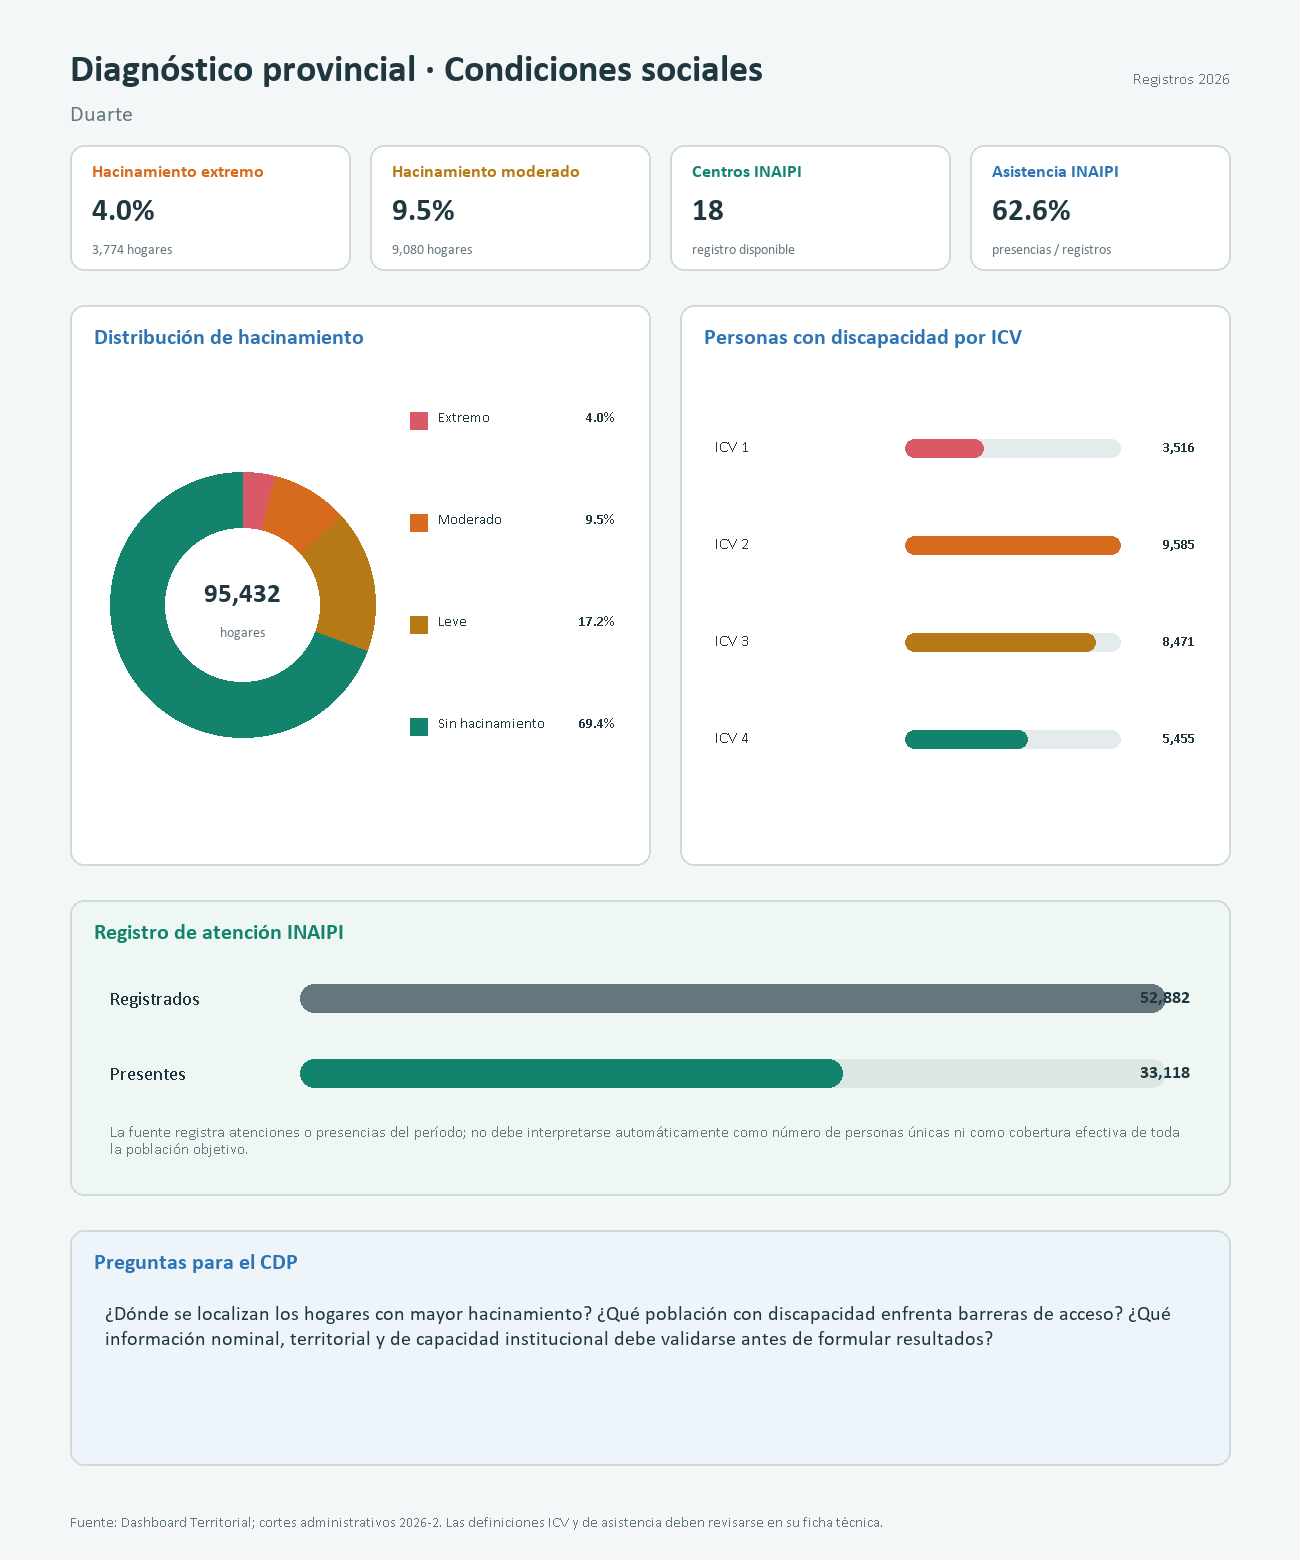 Diagnóstico provincial · Condiciones sociales
Registros 2026
Duarte
Hacinamiento extremo
4.0%
3,774 hogares
Hacinamiento moderado
9.5%
9,080 hogares
Centros INAIPI
18
registro disponible
Asistencia INAIPI
62.6%
presencias / registros
Distribución de hacinamiento
Extremo 4.0%
Moderado 9.5%
Leve 17.2%
Sin hacinamiento 69.4%
95,432
hogares
Personas con discapacidad por ICV
ICV 1 3,516
ICV 2 9,585
ICV 3 8,471
ICV 4 5,455
Registro de atención INAIPI
Registrados 52,882
Presentes 33,118
La fuente registra atenciones o presencias del período; no debe interpretarse automáticamente como número de personas únicas ni como cobertura efectiva de toda
la población objetivo.
Preguntas para el CDP
¿Dónde se localizan los hogares con mayor hacinamiento? ¿Qué población con discapacidad enfrenta barreras de acceso? ¿Qué
información nominal, territorial y de capacidad institucional debe validarse antes de formular resultados?
Fuente: Dashboard Territorial; cortes administrativos 2026-2. Las definiciones ICV y de asistencia deben revisarse en su ficha técnica.